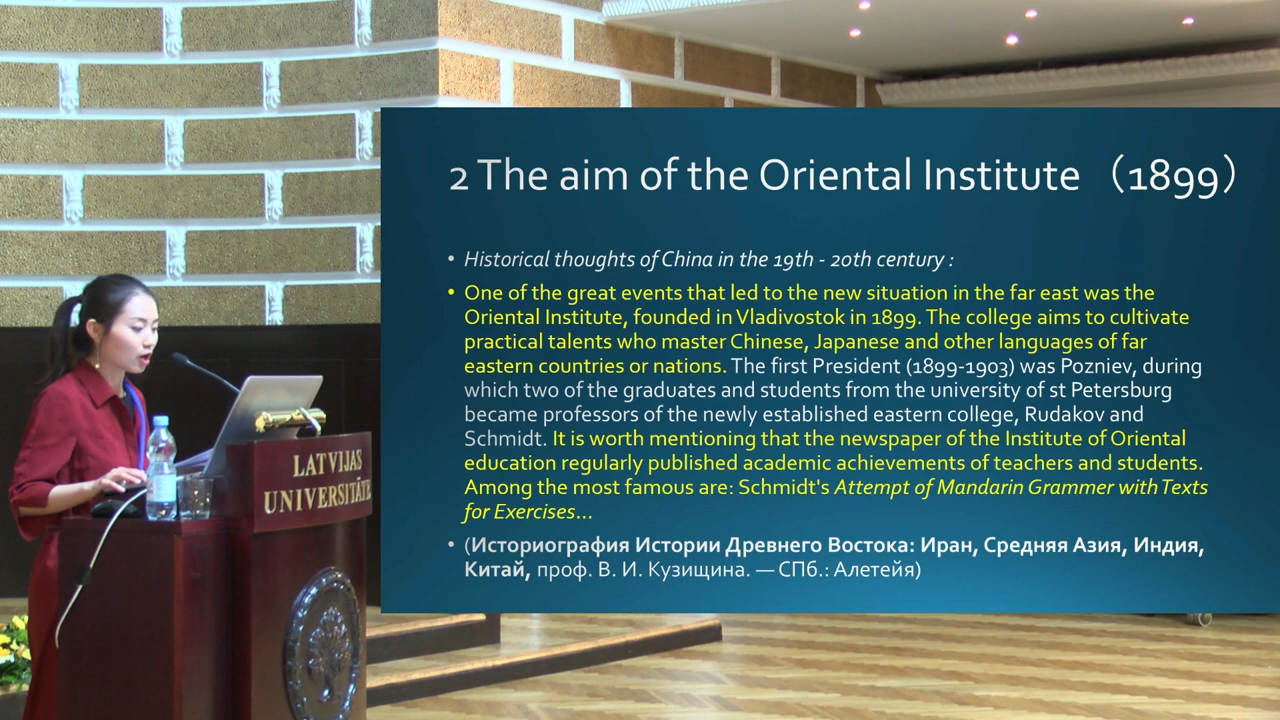 2 The aim of the Oriental Institute （1899）
• Historical thoughts of China in the 19th - 20th century :
• One of the great events that led to the new situation in the far east was the
Oriental Institute, founded in Vladivostok in 1899. The college aims to cultivate
practical talents who master Chinese, Japanese and other languages of far
eastern countries or nations. The first President (1899-1903) was Pozniev, during
which two of the graduates and students from the university of st Petersburg
became professors of the newly established eastern college, Rudakov and
Schmidt. It is worth mentioning that the newspaper of the Institute of Oriental
education regularly published academic achievements of teachers and students.
Among the most famous are: Schmidt's Attempt of Mandarin Grammer with Texts
for Exercises...
• (Историография Истории Древнего Востока: Иран, Средняя Азия, Индия,
Китай, проф. В. И. Кузищина. — СПб.: Алетейя)
LATVIJAS
UNIVERSITĀTE